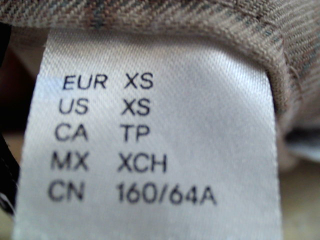 EUR XS
US XS
CA TP
MX XCH
CN 160/64A